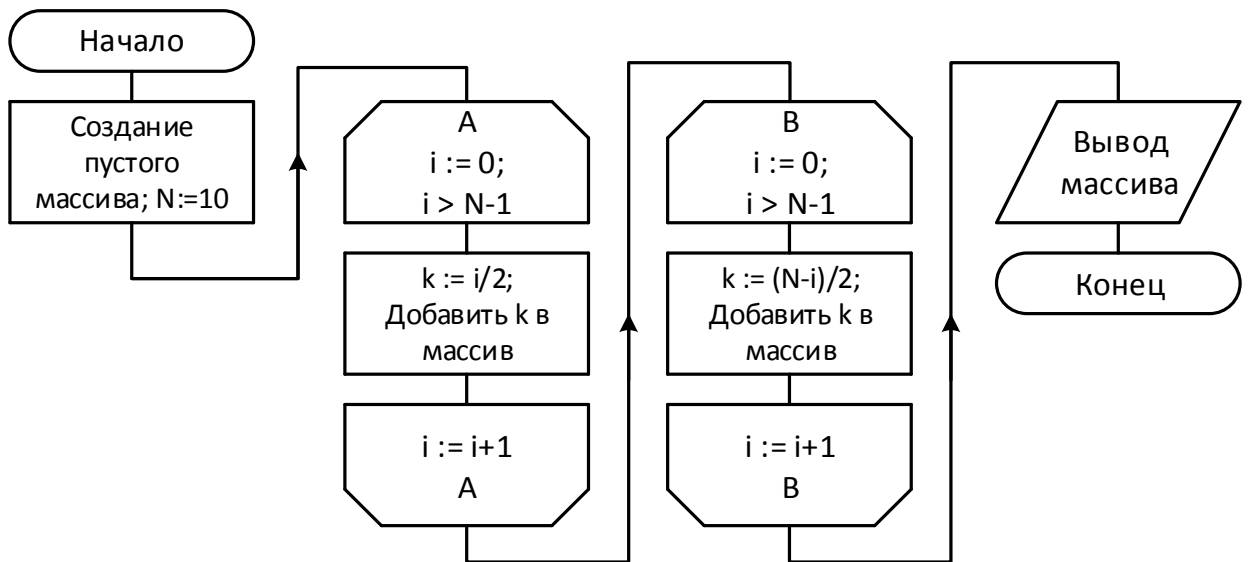 Начало
Создание
пустого
массива; N:=10
A
i := 0;
i > N-1
k := i/2;
Добавить k в
массив
i := i+1
A
B
i := 0;
i > N-1
k := (N-i)/2;
Добавить k в
массив
i := i+1
B
Вывод
массива
Конец